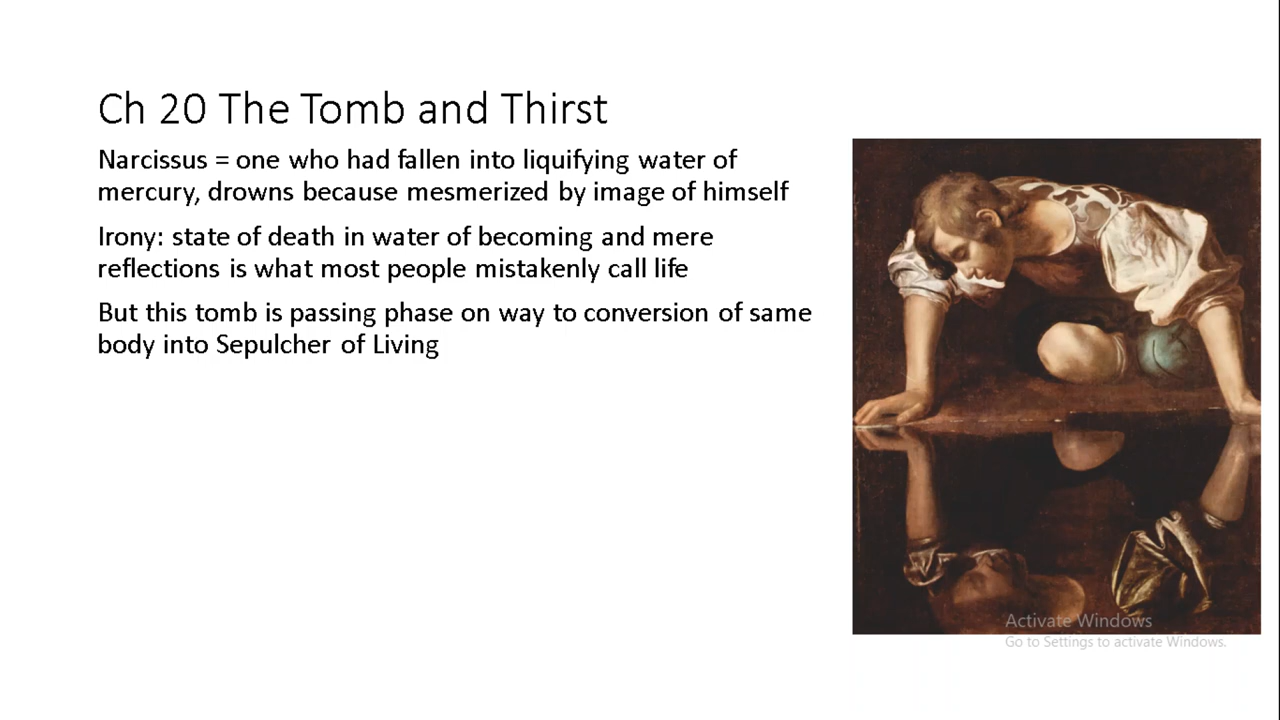 Ch 20 The Tomb and Thirst
Narcissus = one who had fallen into liquifying water of
mercury, drowns because mesmerized by image of himself
Irony: state of death in water of becoming and mere
reflections is what most people mistakenly call life
But this tomb is passing phase on way to conversion of same
body into Sepulcher of Living
Activate Windows
Go to Settings to activate Windows.